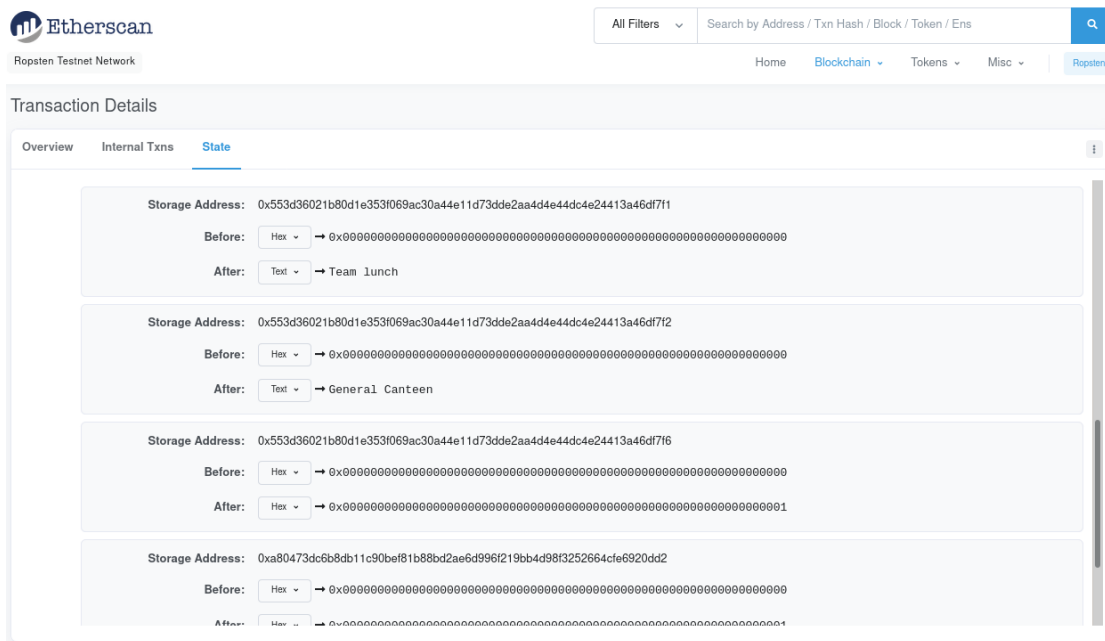 Etherscan
All Filters
Search by Address / Txn Hash / Block / Token / Ens
Ropsten Testnet Network
Home Blockchain Tokens Misc Ropsten
Transaction Details
Overview Internal Txns State
Storage Address: 0x553d36021b80d1e353f069ac30a44e11d73dde2aa4d4e44dc4e24413a46df7f1
Before: Hex 0x0000000000000000000000000000000000000000000000000000000000000000
After: Text Team lunch
Storage Address: 0x553d36021b80d1e353f069ac30a44e11d73dde2aa4d4e44dc4e24413a46df7f2
Before: Hex 0x0000000000000000000000000000000000000000000000000000000000000000
After: Text General Canteen
Storage Address: 0x553d36021b80d1e353f069ac30a44e11d73dde2aa4d4e44dc4e24413a46df7f6
Before: Hex 0x0000000000000000000000000000000000000000000000000000000000000000
After: Hex 0x0000000000000000000000000000000000000000000000000000000000000001
Storage Address: 0xa80473dc6b8db11c90bef81b88bd2ae6d996f219bb4d98f3252664cfe6920dd2
Before: Hex 0x0000000000000000000000000000000000000000000000000000000000000000
After: Hex 0x0000000000000000000000000000000000000000000000000000000000000001